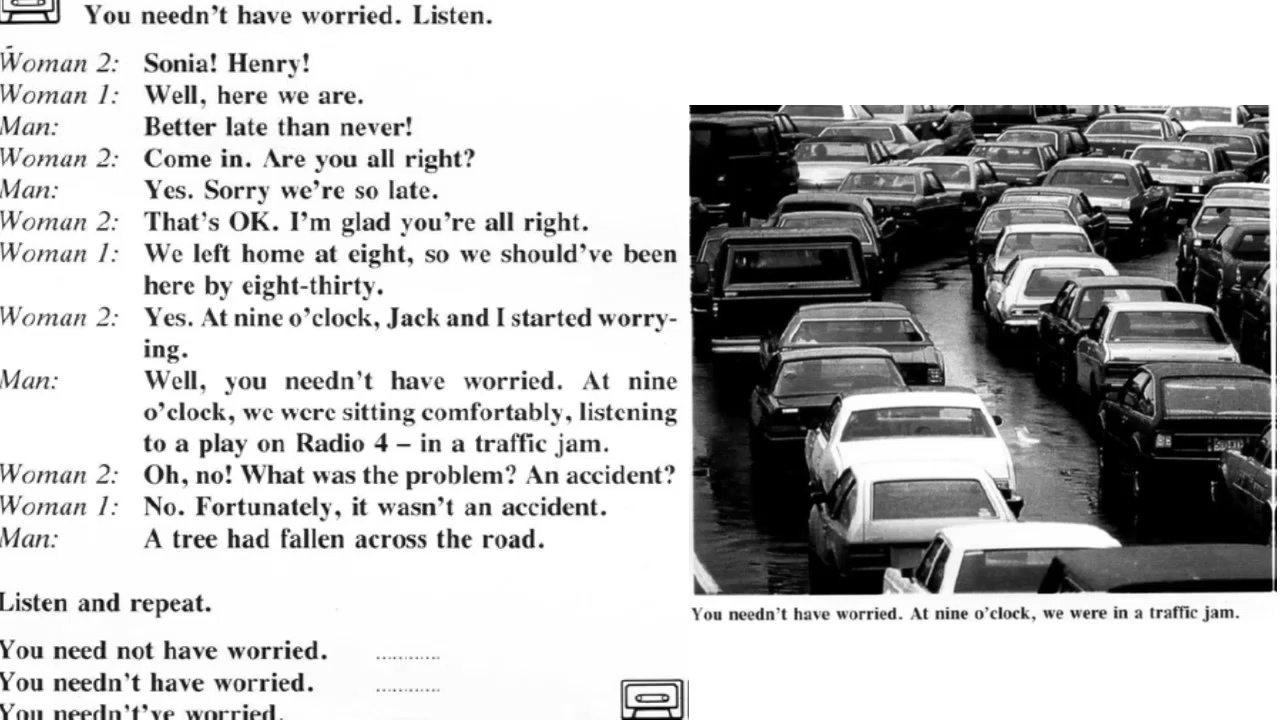 You needn't have worried. Listen.
Woman 2: Sonia! Henry!
Woman 1: Well, here we are.
Man: Better late than never!
Woman 2: Come in. Are you all right?
Man: Yes. Sorry we're so late.
Woman 2: That's OK. I'm glad you're all right.
Woman 1: We left home at eight, so we should've been
here by eight-thirty.
Woman 2: Yes. At nine o'clock, Jack and I started worry-
ing.
Man: Well, you needn't have worried. At nine
o'clock, we were sitting comfortably, listening
to a play on Radio 4 – in a traffic jam.
Woman 2: Oh, no! What was the problem? An accident?
Woman 1: No. Fortunately, it wasn't an accident.
Man: A tree had fallen across the road.
Listen and repeat.
You need not have worried. ............
You needn't have worried. ............
You needn't've worried.
You needn't have worried. At nine o'clock, we were in a traffic jam.